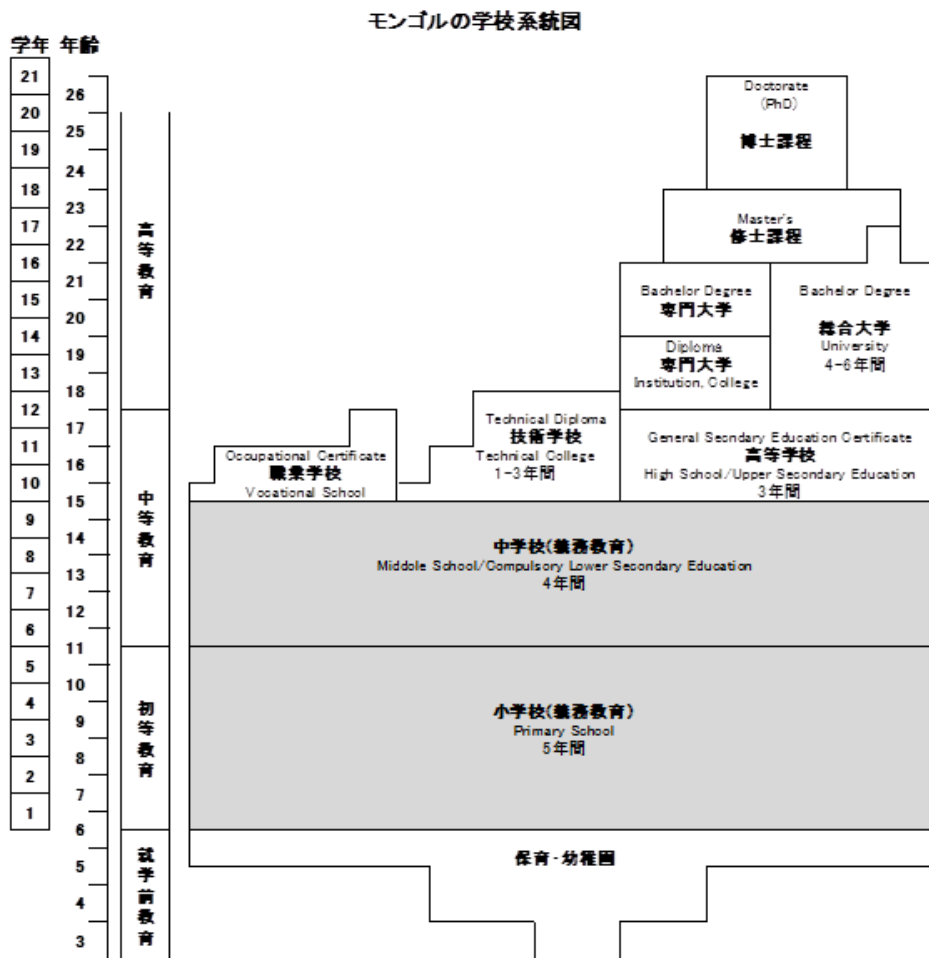 モンゴルの学校系統図
学年 年齢
21
20
19
18
17
16
15
14
13
12
11
10
9
8
7
6
5
4
3
2
1
26
25
24
23
22
21
20
19
18
17
16
15
14
13
12
11
10
9
8
7
6
5
4
3
高等教育
中等教育
初等教育
就学前教育
Doctorate
(PhD)
博士課程
Master's
修士課程
Bachelor Degree
専門大学
Diploma
専門大学
Institution, College
Bachelor Degree
総合大学
University
4-6年間
Occupational Certificate
職業学校
Vocational School
Technical Diploma
技術学校
Technical College
1-3年間
General Secndary Education Certificate
高等学校
High School/Upper Secondary Education
3年間
中学校(義務教育)
Middole School/Compulsory Lower Secondary Education
4年間
小学校(義務教育)
Primary School
5年間
保育・幼稚園